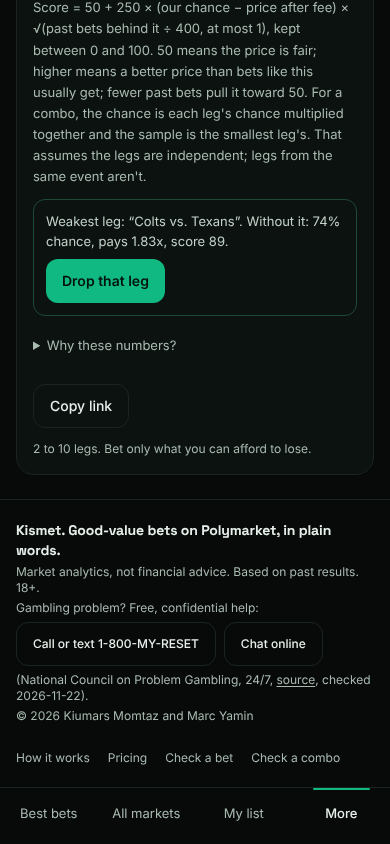 Score = 50 + 250 × (our chance − price after fee) ×
√(past bets behind it ÷ 400, at most 1), kept
between 0 and 100. 50 means the price is fair;
higher means a better price than bets like this
usually get; fewer past bets pull it toward 50. For a
combo, the chance is each leg's chance multiplied
together and the sample is the smallest leg's. That
assumes the legs are independent; legs from the
same event aren't.
Weakest leg: “Colts vs. Texans”. Without it: 74%
chance, pays 1.83x, score 89.
Drop that leg
Why these numbers?
Copy link
2 to 10 legs. Bet only what you can afford to lose.
Kismet. Good-value bets on Polymarket, in plain
words.
Market analytics, not financial advice. Based on past results.
18+.
Gambling problem? Free, confidential help:
Call or text 1-800-MY-RESET Chat online
(National Council on Problem Gambling, 24/7, source, checked
2026-11-22).
© 2026 Kiumars Momtaz and Marc Yamin
How it works Pricing Check a bet Check a combo
Best bets All markets My list More